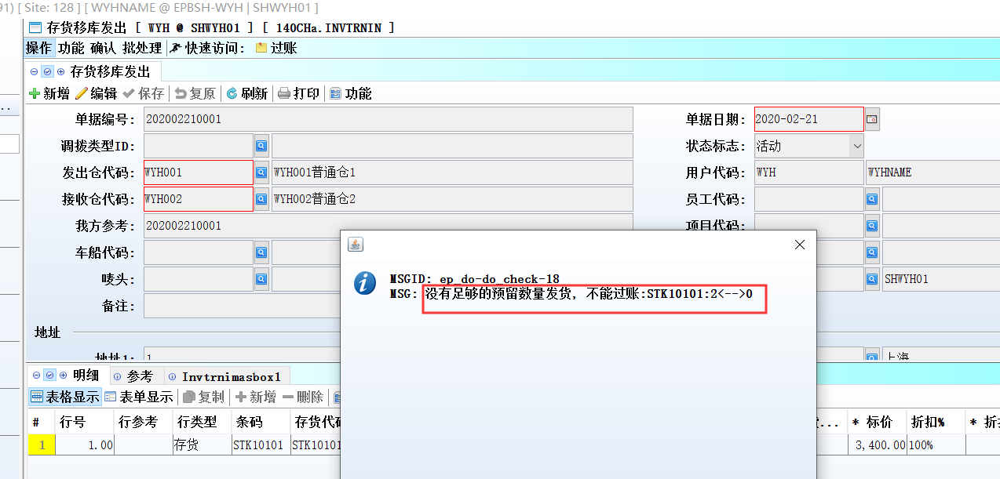 91) [ Site: 128 ] [ WYHNAME @ EPBSH-WYH | SHWYH01 ]
存货移库发出 [ WYH @ SHWYH01 ] [ 140CHa.INVTRNIN ]
操作 功能 确认 批处理 快速访问: 过账
存货移库发出
新增 编辑 保存 复原 刷新 打印 功能
单据编号: 202002210001 单据日期: 2020-02-21
调拨类型ID: 状态标志: 活动
发出仓代码: WYH001 WYH001普通仓1 用户代码: WYH WYHNAME
接收仓代码: WYH002 WYH002普通仓2 员工代码:
我方参考: 202002210001 项目代码:
车船代码:
唛头: SHWYH01
备注:
MSGID: ep_do-do_check-18
MSG: 没有足够的预留数量发货, 不能过账:STK10101:2<-->0
地址
地址1: 1 上海
明细 参考 Invtrnimasbox1
表格显示 表单显示 复制 新增 删除
# 行号 行参考 行类型 条码 存货代码 ... * 标价 折扣% * 折扣
1 1.00 存货 STK10101 STK10101 3,400.00 100%